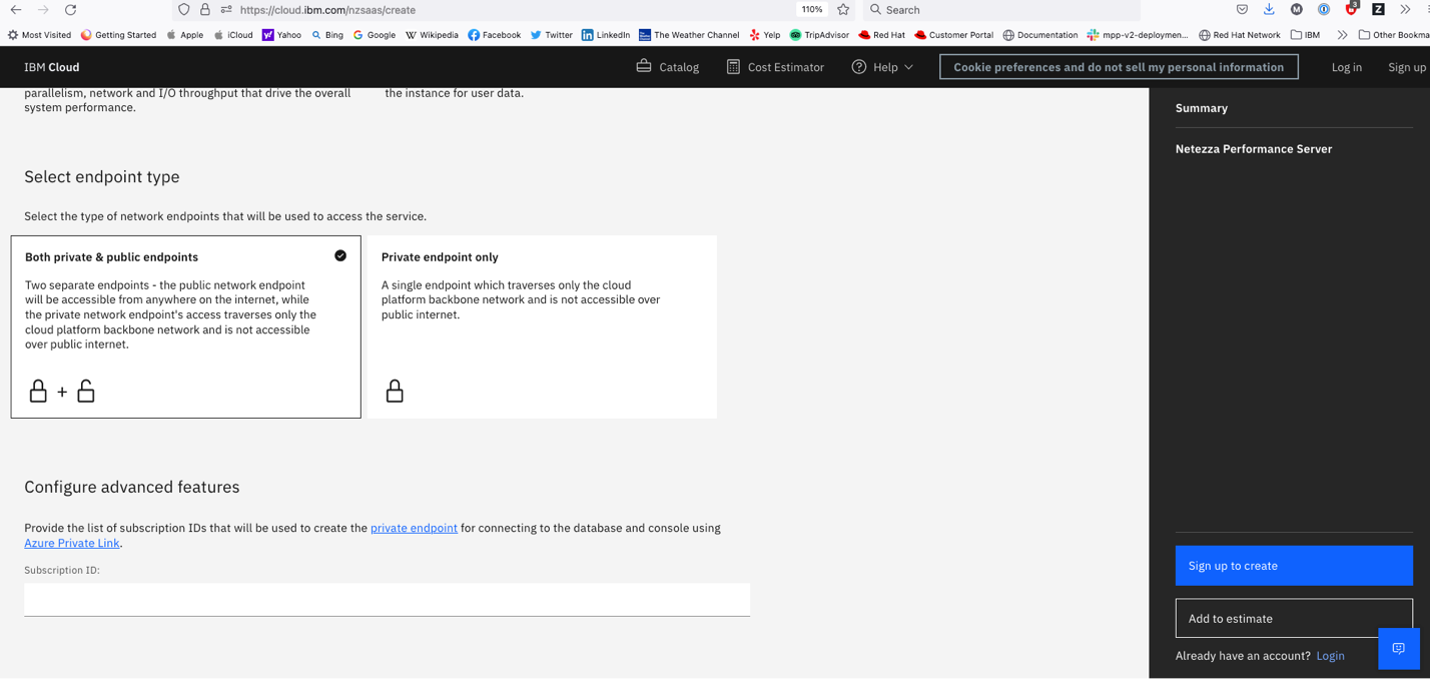 https://cloud.ibm.com/nzsaas/create
110%
Search
3
M
Z
Most Visited
Getting Started
Apple
iCloud
Yahoo
Bing
Google
Wikipedia
Facebook
Twitter
LinkedIn
The Weather Channel
Yelp
TripAdvisor
Red Hat
Customer Portal
Documentation
mpp-v2-deploymen...
Red Hat Network
IBM
Other Bookma
IBM Cloud
Catalog
Cost Estimator
Help
Cookie preferences and do not sell my personal information
Log in
Sign up
parallelism, network and I/O throughput that drive the overall
system performance.
the instance for user data.
Select endpoint type
Select the type of network endpoints that will be used to access the service.
Both private & public endpoints
Two separate endpoints - the public network endpoint
will be accessible from anywhere on the internet, while
the private network endpoint's access traverses only the
cloud platform backbone network and is not accessible
over public internet.
+
Private endpoint only
A single endpoint which traverses only the cloud
platform backbone network and is not accessible over
public internet.
Configure advanced features
Provide the list of subscription IDs that will be used to create the private endpoint for connecting to the database and console using
Azure Private Link.
Subscription ID:
Summary
Netezza Performance Server
Sign up to create
Add to estimate
Already have an account? Login